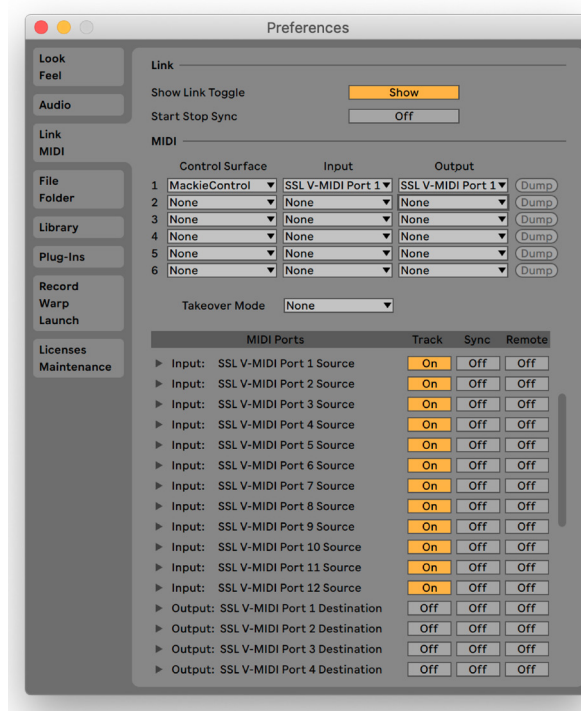 Preferences
Look
Feel
Audio
Link
MIDI
File
Folder
Library
Plug-Ins
Record
Warp
Launch
Licenses
Maintenance
Link
Show Link Toggle Show
Start Stop Sync Off
MIDI
Control Surface Input Output
1 MackieControl SSL V-MIDI Port 1 SSL V-MIDI Port 1 Dump
2 None None None Dump
3 None None None Dump
4 None None None Dump
5 None None None Dump
6 None None None Dump
Takeover Mode None
MIDI Ports Track Sync Remote
Input: SSL V-MIDI Port 1 Source On Off Off
Input: SSL V-MIDI Port 2 Source On Off Off
Input: SSL V-MIDI Port 3 Source On Off Off
Input: SSL V-MIDI Port 4 Source On Off Off
Input: SSL V-MIDI Port 5 Source On Off Off
Input: SSL V-MIDI Port 6 Source On Off Off
Input: SSL V-MIDI Port 7 Source On Off Off
Input: SSL V-MIDI Port 8 Source On Off Off
Input: SSL V-MIDI Port 9 Source On Off Off
Input: SSL V-MIDI Port 10 Source On Off Off
Input: SSL V-MIDI Port 11 Source On Off Off
Input: SSL V-MIDI Port 12 Source On Off Off
Output: SSL V-MIDI Port 1 Destination Off Off Off
Output: SSL V-MIDI Port 2 Destination Off Off Off
Output: SSL V-MIDI Port 3 Destination Off Off Off
Output: SSL V-MIDI Port 4 Destination Off Off Off